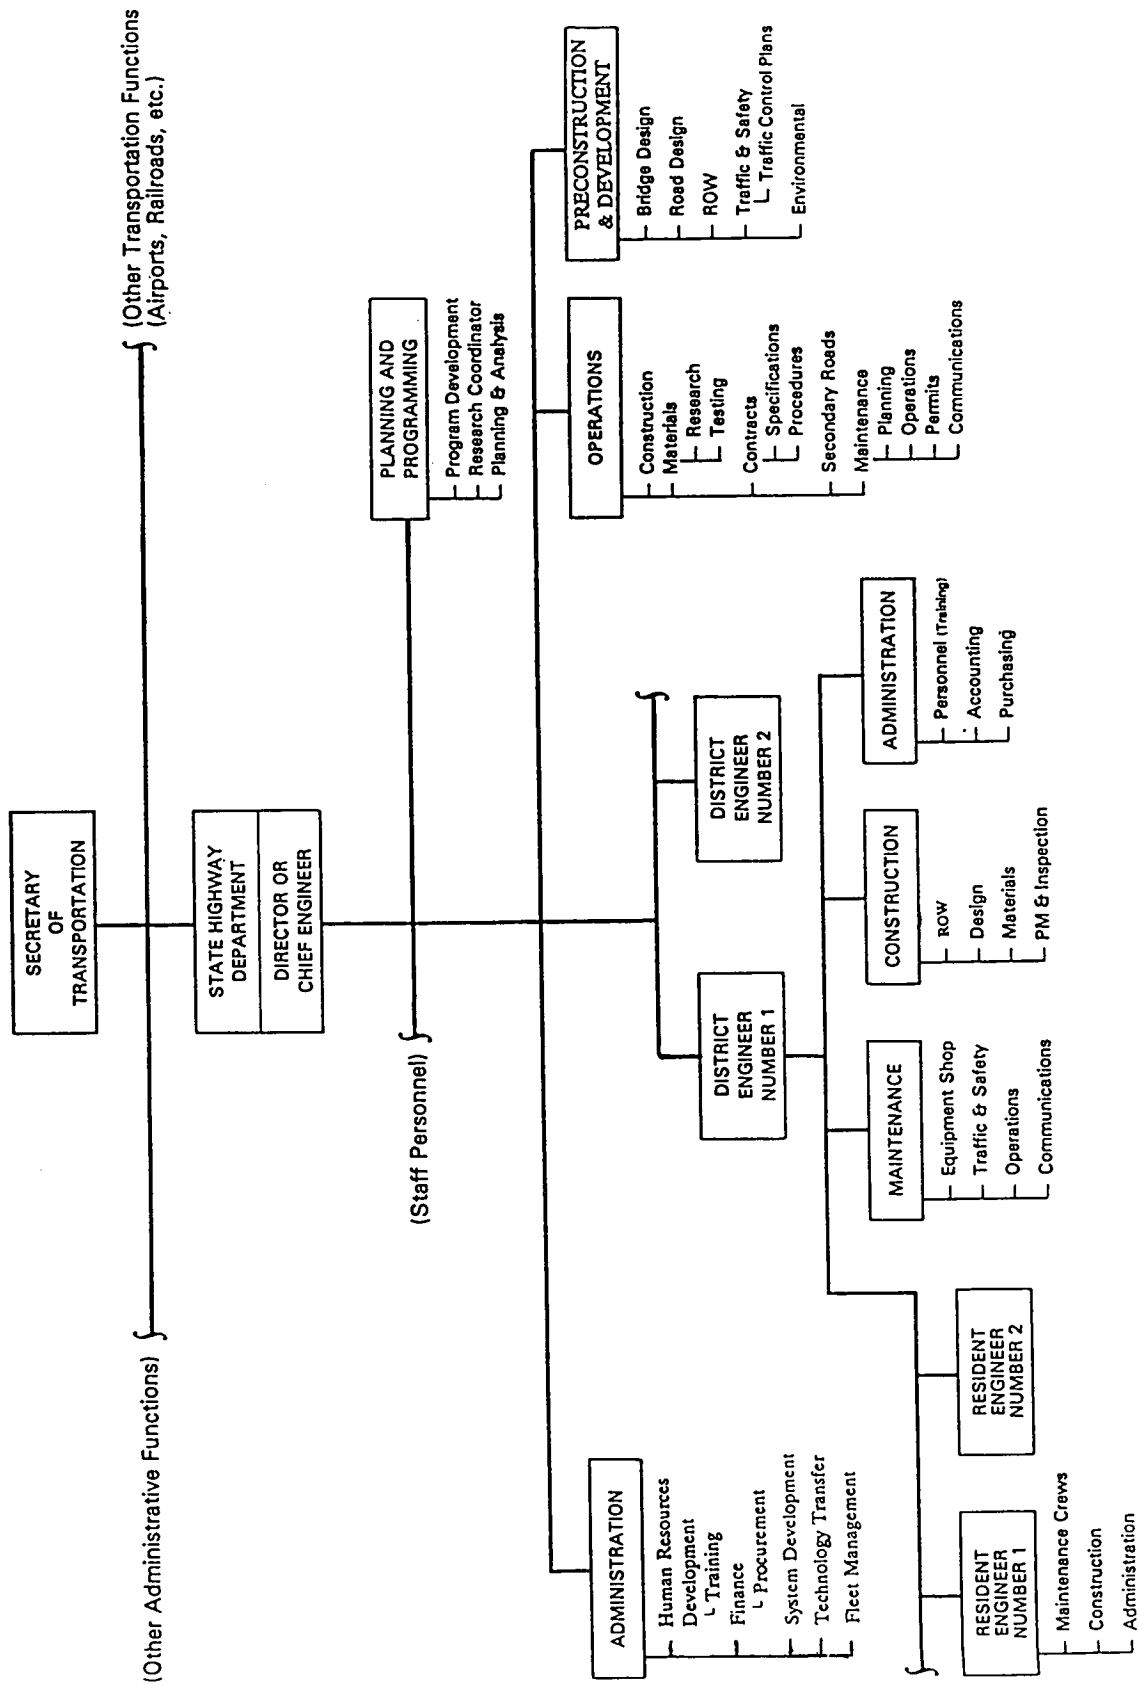 SECRETARY
OF
TRANSPORTATION
(Other Administrative Functions)
(Other Transportation Functions
(Airports, Railroads, etc.)
STATE HIGHWAY
DEPARTMENT
DIRECTOR OR
CHIEF ENGINEER
(Staff Personnel)
PLANNING AND
PROGRAMMING
Program Development
Research Coordinator
Planning & Analysis
ADMINISTRATION
Human Resources
Development
Training
Finance
Procurement
System Development
Technology Transfer
Fleet Management
DISTRICT
ENGINEER
NUMBER 1
DISTRICT
ENGINEER
NUMBER 2
OPERATIONS
Construction
Materials
Research
Testing
Contracts
Specifications
Procedures
Secondary Roads
Maintenance
Planning
Operations
Permits
Communications
PRECONSTRUCTION
& DEVELOPMENT
Bridge Design
Road Design
ROW
Traffic & Safety
Traffic Control Plans
Environmental
RESIDENT
ENGINEER
NUMBER 1
Maintenance Crews
Construction
Administration
RESIDENT
ENGINEER
NUMBER 2
MAINTENANCE
Equipment Shop
Traffic & Safety
Operations
Communications
CONSTRUCTION
ROW
Design
Materials
PM & Inspection
ADMINISTRATION
Personnel (Training)
Accounting
Purchasing